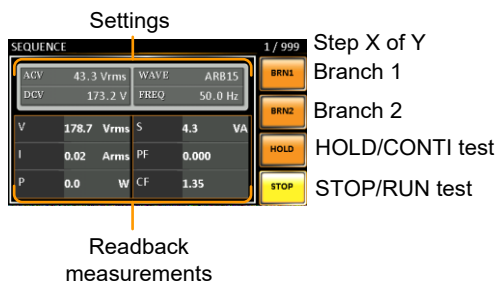 Settings
SEQUENCE 1 / 999 Step X of Y
ACV 43.3 Vrms WAVE ARB15 BRN1 Branch 1
DCV 173.2 V FREQ 50.0 Hz
BRN2 Branch 2
V 178.7 Vrms S 4.3 VA
I 0.02 Arms PF 0.000 HOLD HOLD/CONTI test
P 0.0 W CF 1.35 STOP STOP/RUN test
Readback
measurements